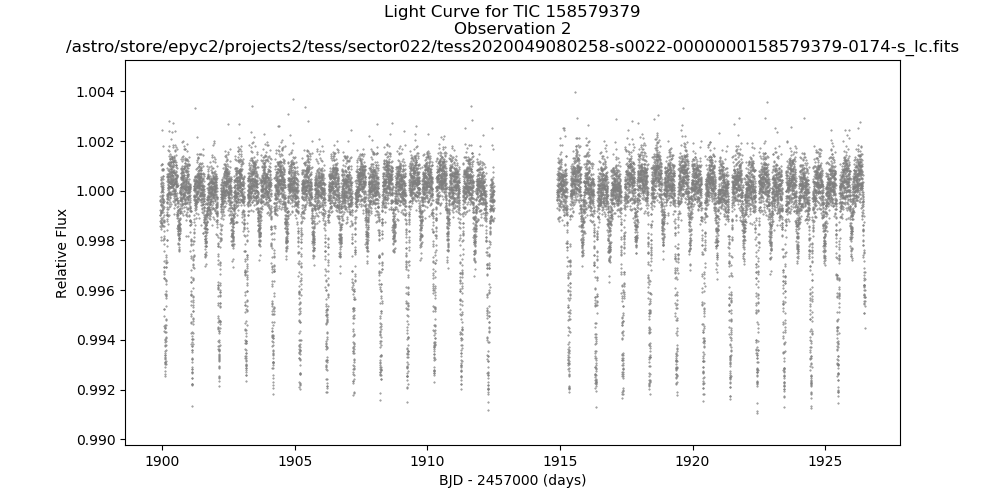 Light Curve for TIC 158579379
Observation 2
/astro/store/epyc2/projects2/tess/sector022/tess2020049080258-s0022-0000000158579379-0174-s_lc.fits
1.004
1.002
1.000
0.998
0.996
0.994
0.992
0.990
Relative Flux
1900
1905
1910
1915
1920
1925
BJD - 2457000 (days)